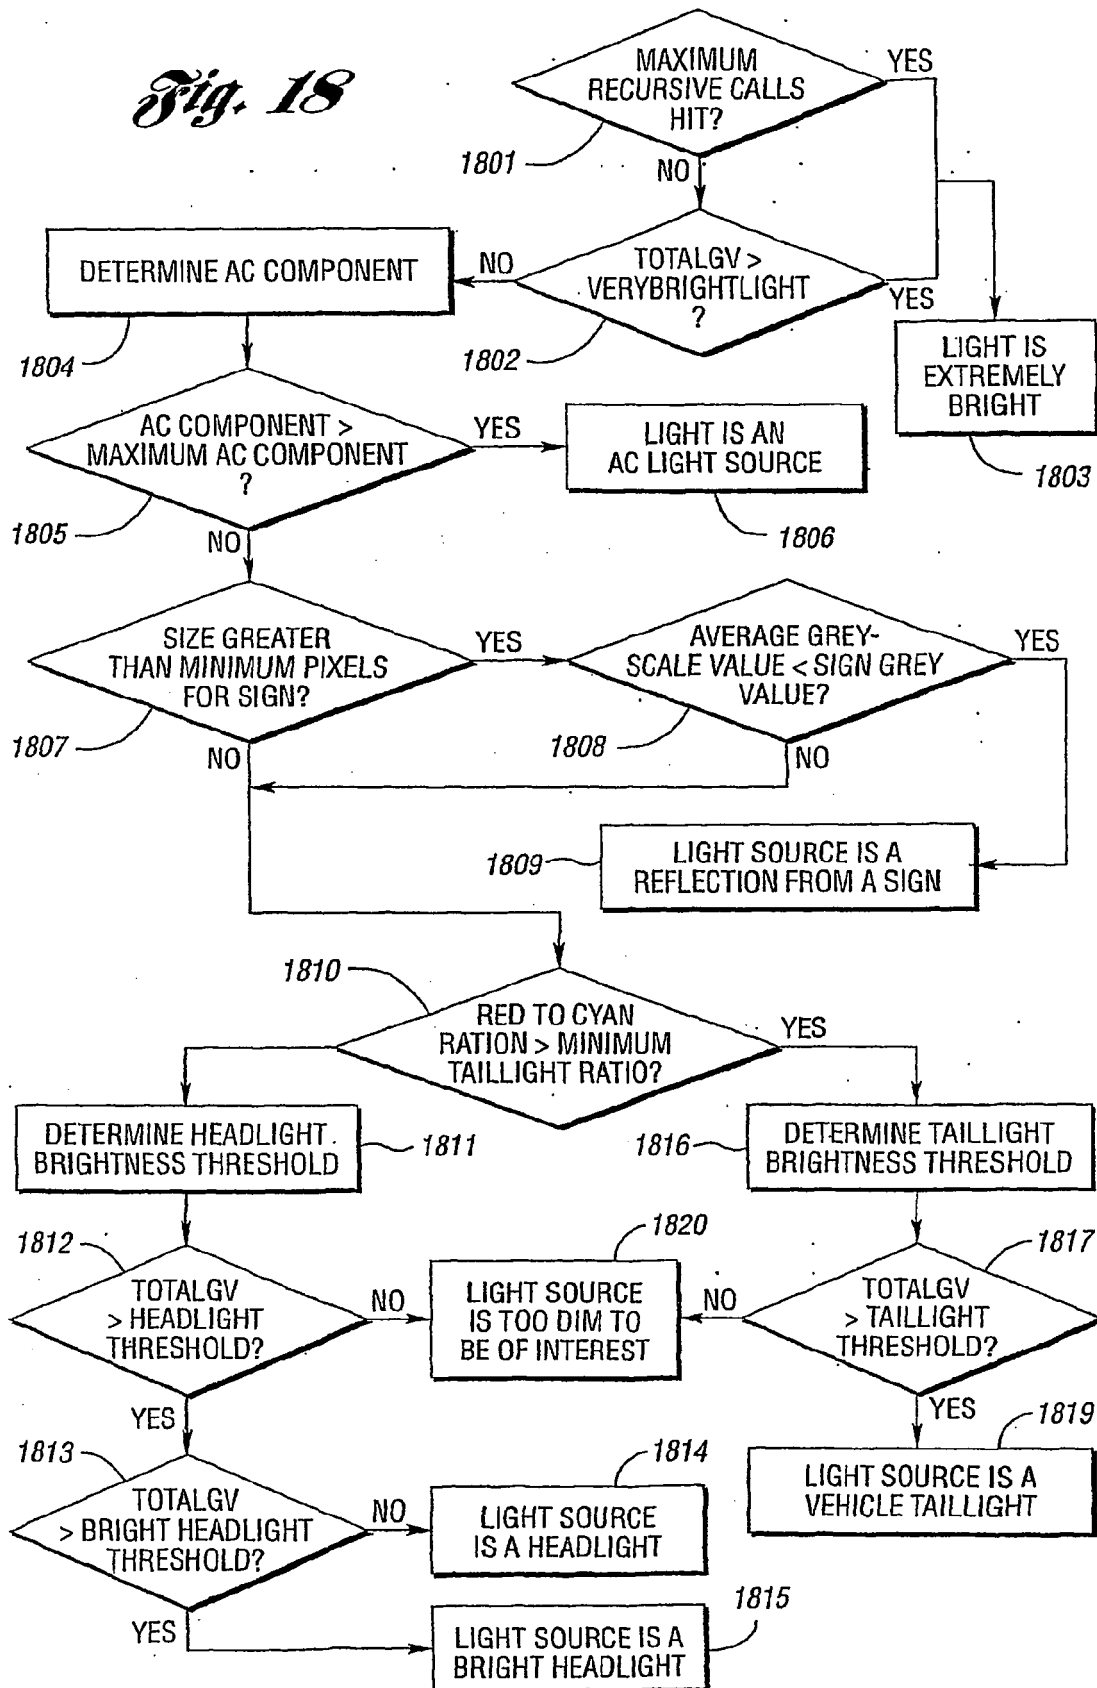 Fig. 18
MAXIMUM
RECURSIVE CALLS
HIT?
YES
1801
NO
TOTALGV >
VERYBRIGHTLIGHT
?
NO
YES
1802
DETERMINE AC COMPONENT
1804
LIGHT IS
EXTREMELY
BRIGHT
1803
AC COMPONENT >
MAXIMUM AC COMPONENT
?
YES
1805
NO
LIGHT IS AN
AC LIGHT SOURCE
1806
SIZE GREATER
THAN MINIMUM PIXELS
FOR SIGN?
YES
1807
NO
AVERAGE GREY-
SCALE VALUE < SIGN GREY
VALUE?
YES
1808
NO
1809
LIGHT SOURCE IS A
REFLECTION FROM A SIGN
1810
RED TO CYAN
RATION > MINIMUM
TAILLIGHT RATIO?
YES
DETERMINE HEADLIGHT
BRIGHTNESS THRESHOLD
1811
1816
DETERMINE TAILLIGHT
BRIGHTNESS THRESHOLD
1812
TOTALGV
> HEADLIGHT
THRESHOLD?
NO
YES
1820
LIGHT SOURCE
IS TOO DIM TO
BE OF INTEREST
1817
NO
TOTALGV
> TAILLIGHT
THRESHOLD?
YES
1813
TOTALGV
> BRIGHT HEADLIGHT
THRESHOLD?
NO
YES
1814
LIGHT SOURCE
IS A HEADLIGHT
1819
LIGHT SOURCE IS A
VEHICLE TAILLIGHT
1815
LIGHT SOURCE IS A
BRIGHT HEADLIGHT